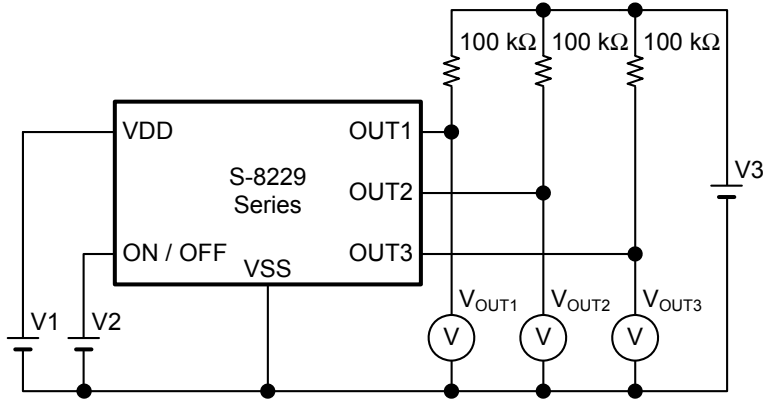 100 kΩ 100 kΩ 100 kΩ
VDD
OUT1
S-8229
Series
V3
OUT2
ON / OFF
VSS
OUT3
V1
V2
VOUT1
VOUT2
VOUT3
V
V
V